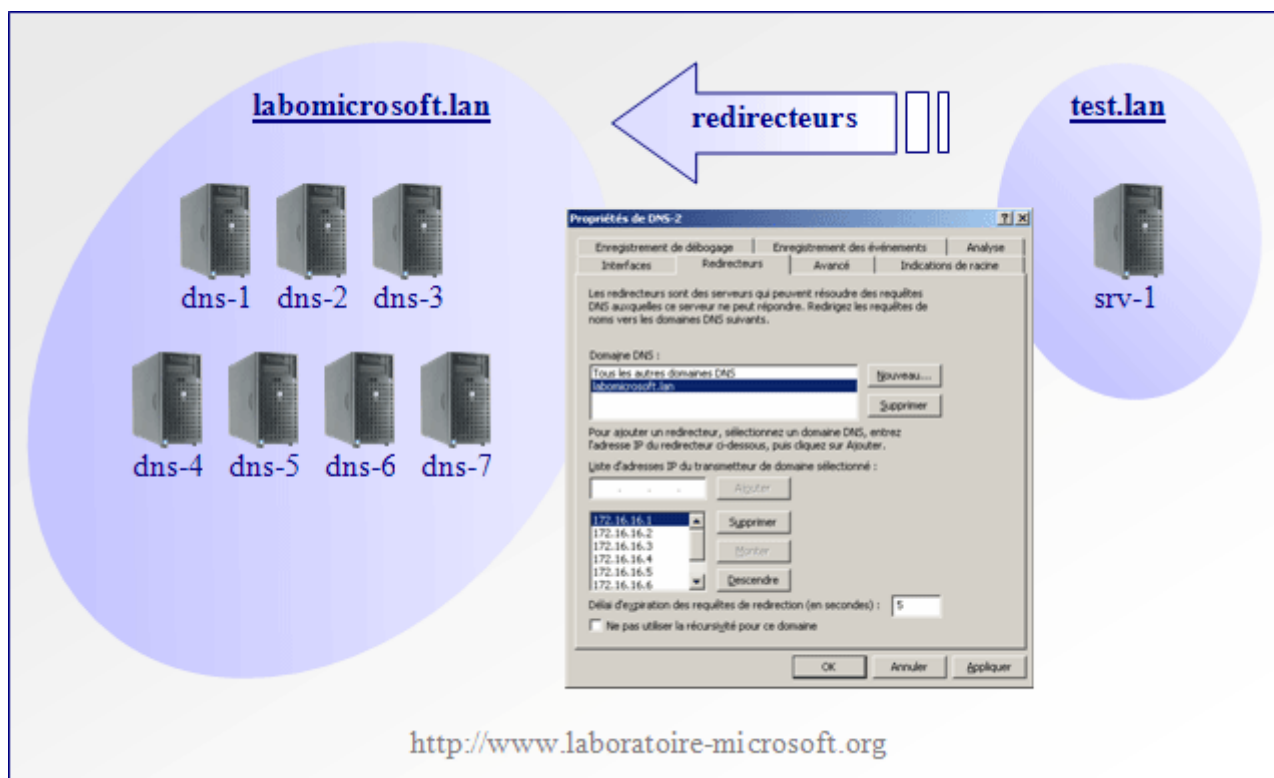 labomicrosoft.lan
redirecteurs
test.lan
dns-1 dns-2 dns-3
srv-1
dns-4 dns-5 dns-6 dns-7
Propriétés de DNS-2
Enregistrement de débogage Enregistrement des événements Analyse
Interfaces Redirecteurs Avancé Indications de racine
Les redirecteurs sont des serveurs qui peuvent résoudre des requêtes
DNS auxquelles ce serveur ne peut répondre. Redirigez les requêtes de
noms vers les domaines DNS suivants.
Domaine DNS :
Tous les autres domaines DNS
labomicrosoft.lan
Nouveau...
Supprimer
Pour ajouter un redirecteur, sélectionnez un domaine DNS, entrez
l'adresse IP du redirecteur ci-dessous, puis cliquez sur Ajouter.
Liste d'adresses IP du transmetteur de domaine sélectionné :
Ajouter
172.16.16.1
172.16.16.2
172.16.16.3
172.16.16.4
172.16.16.5
172.16.16.6
Supprimer
Monter
Descendre
Délai d'expiration des requêtes de redirection (en secondes) : 5
Ne pas utiliser la récursivité pour ce domaine
OK Annuler Appliquer
http://www.laboratoire-microsoft.org